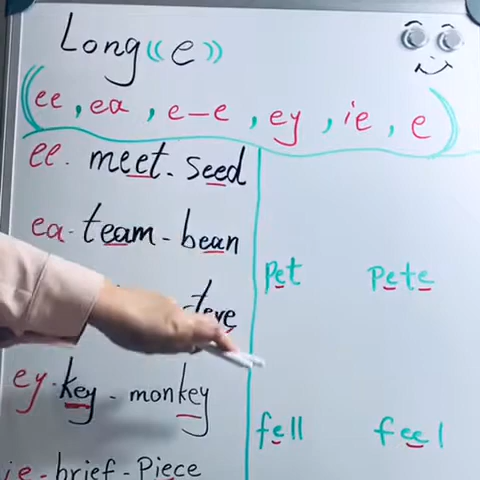 Long «e»
(ee, ea, e-e, ey, ie, e)
ee. meet - seed
ea - team - bean
pet Pete
ey. key - monkey
fell feel
ie - brief - Piece